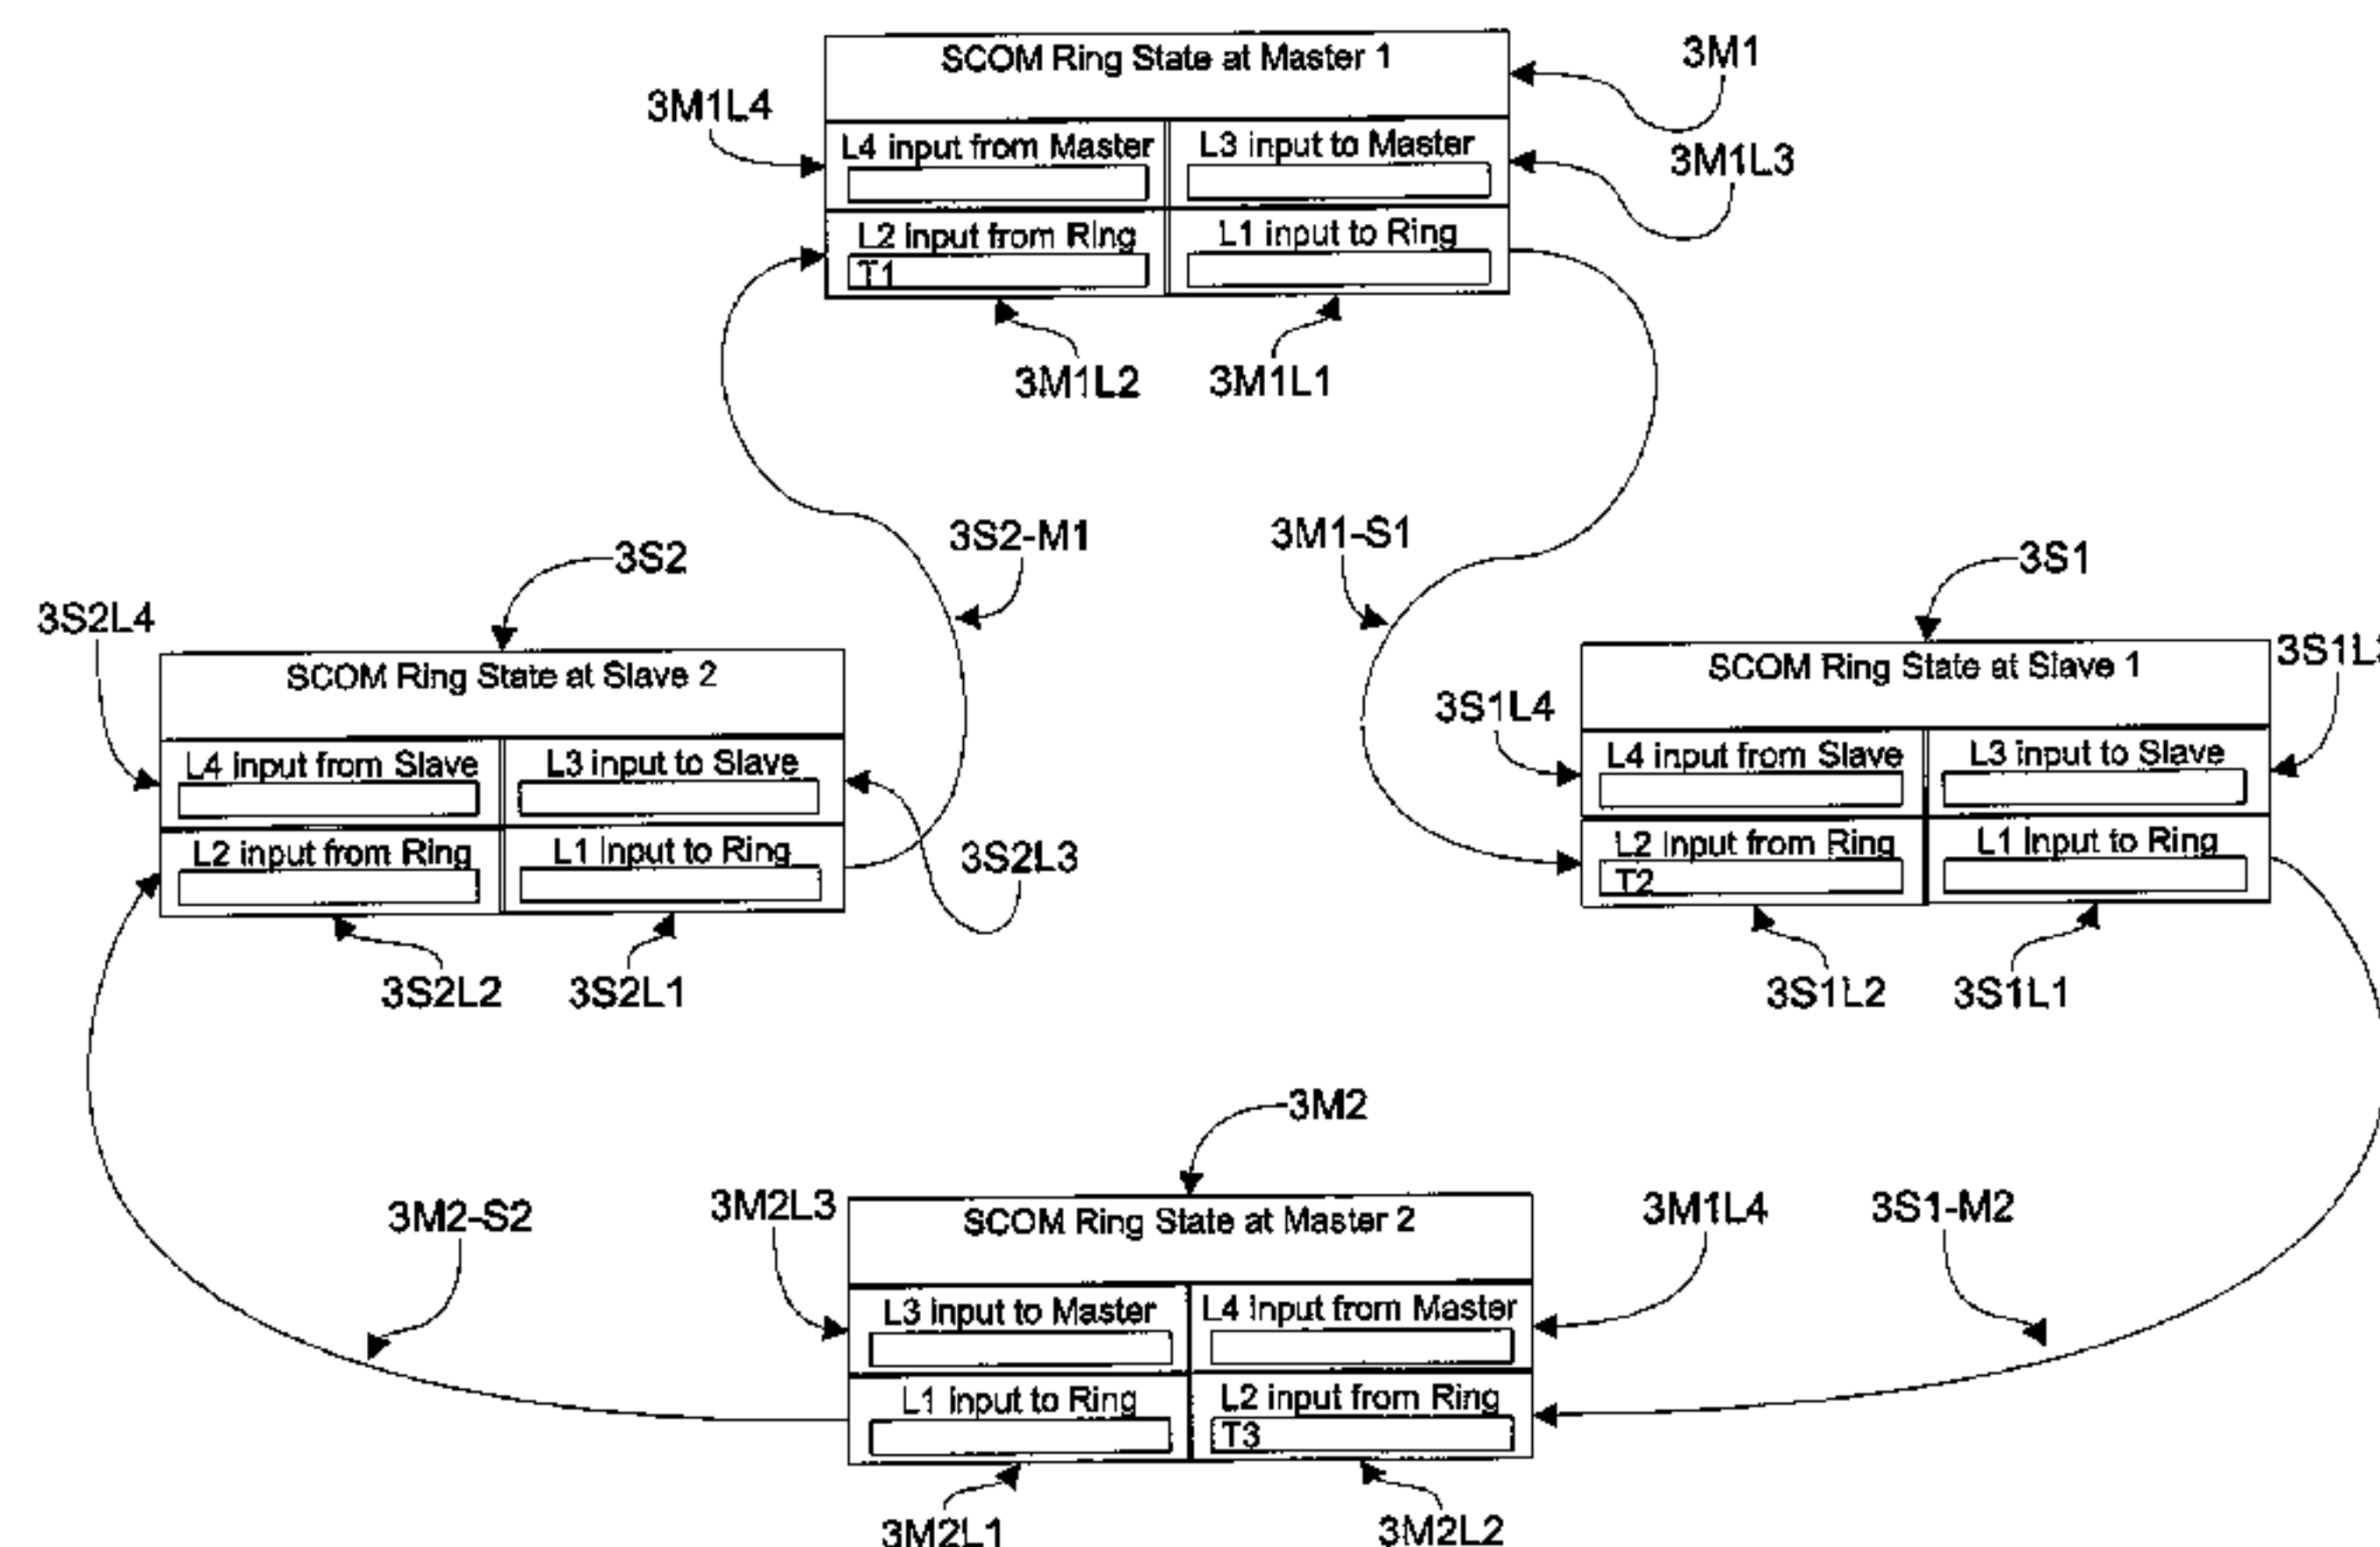 SCOM Ring State at Master 1
3M1
3M1L4
L4 input from Master
L3 input to Master
3M1L3
L2 input from Ring
L1 input to Ring
T1
3M1L2
3M1L1
3S2-M1
3M1-S1
3S2
3S1
3S2L4
SCOM Ring State at Slave 2
SCOM Ring State at Slave 1
3S1L4
L4 input from Slave
L3 input to Slave
L4 input from Slave
L3 input to Slave
L2 input from Ring
L1 input to Ring
3S2L3
L2 input from Ring
L1 input to Ring
T2
3S2L2
3S2L1
3S1L2
3S1L1
3M2
3M2-S2
3M2L3
SCOM Ring State at Master 2
3M1L4
3S1-M2
L3 input to Master
L4 input from Master
L1 input to Ring
L2 input from Ring
T3
3M2L1
3M2L2